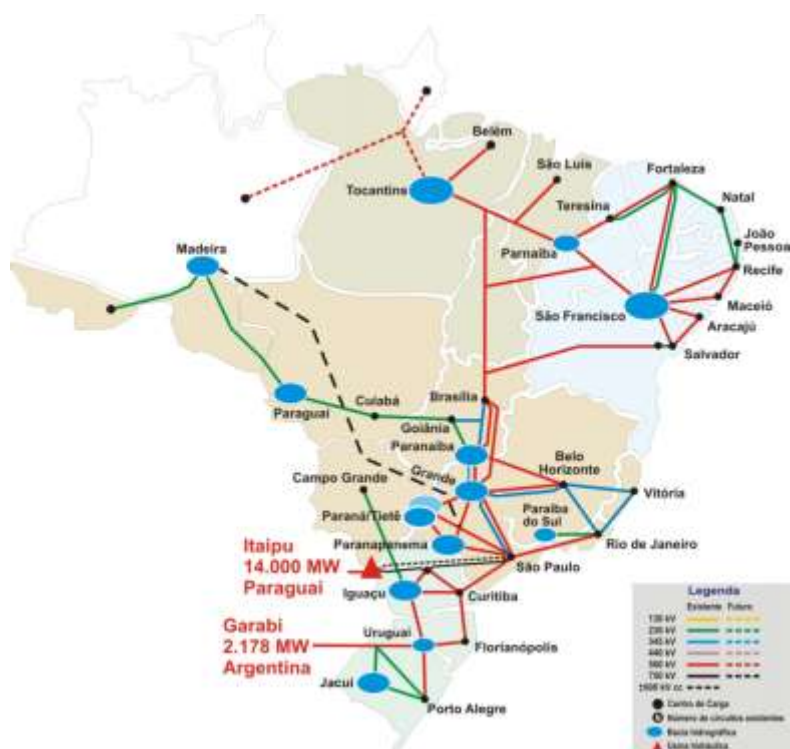 Belém
São Luís
Tocantins
Fortaleza
Teresina
Natal
João
Pessoa
Parnaíba
Recife
Madeira
São Francisco
Maceió
Aracajú
Salvador
Brasília
Cuiabá
Paraguai
Goiânia
Paranaíba
Belo
Horizonte
Campo Grande
Grande
Vitória
Paraíba
do Sul
Paraná/Tietê
Rio de Janeiro
Itaipu
14.000 MW
Paraguai
Paranapanema
São Paulo
Iguaçu
Curitiba
Garabi
2.178 MW
Argentina
Uruguai
Florianópolis
Jacuí
Porto Alegre
Legenda
Existente Futuro
138 kV
230 kV
345 kV
440 kV
500 kV
750 kV
Centro de Carga
Número de circuitos existentes
Bacia hidrográfica
Usina hidráulica